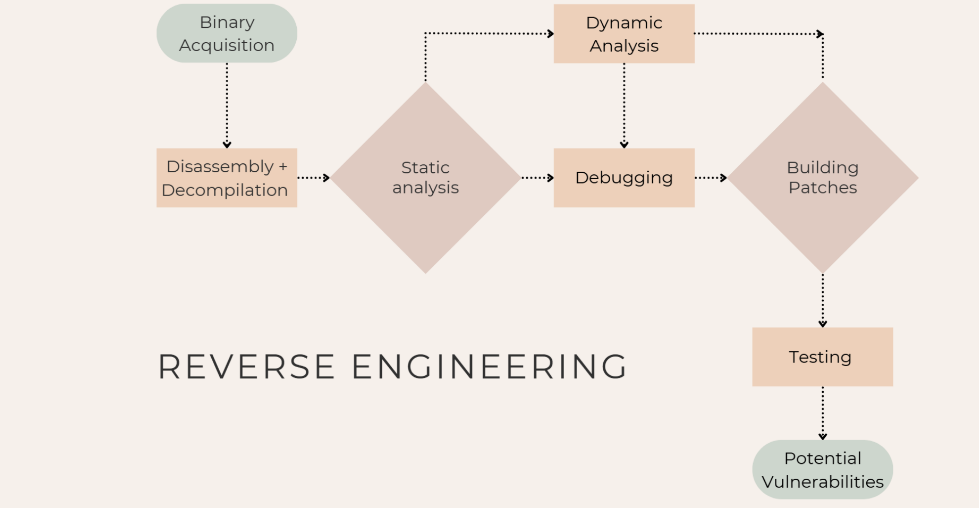 Binary
Acquisition
Dynamic
Analysis
Disassembly +
Decompilation
Static
analysis
Debugging
Building
Patches
REVERSE ENGINEERING
Testing
Potential
Vulnerabilities